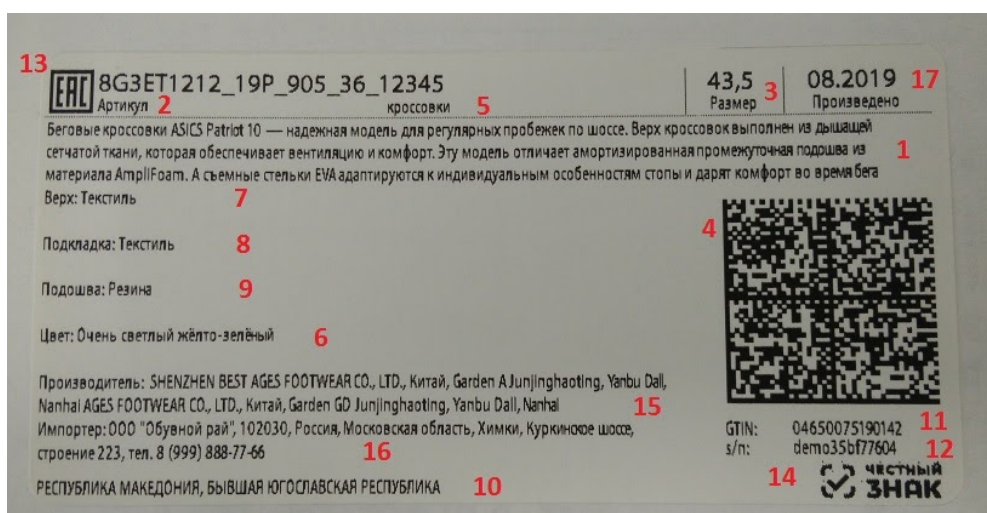 13
EAC 8G3ET1212_19P_905_36_12345 43,5 08.2019 17
Артикул 2 кроссовки 5 Размер 3 Произведено
Беговые кроссовки ASICS Patriot 10 — надежная модель для регулярных пробежек по шоссе. Верх кроссовок выполнен из дышащей
сетчатой ткани, которая обеспечивает вентиляцию и комфорт. Эту модель отличает амортизированная промежуточная подошва из 1
материала AmpliFoam. А съемные стельки EVA адаптируются к индивидуальным особенностям стопы и дарят комфорт во время бега
Верх: Текстиль 7
4
Подкладка: Текстиль 8
Подошва: Резина 9
Цвет: Очень светлый жёлто-зелёный 6
Производитель: SHENZHEN BEST AGES FOOTWEAR CO., LTD., Китай, Garden A Junjinghaoting, Yanbu Dali,
Nanhai AGES FOOTWEAR CO., LTD., Китай, Garden GD Junjinghaoting, Yanbu Dali, Nanhai 15
Импортер: ООО "Обувной рай", 102030, Россия, Московская область, Химки, Куркинское шоссе,
строение 223, тел. 8 (999) 888-77-66 16
GTIN: 04650075190142 11
s/n: demo35bf77604 12
РЕСПУБЛИКА МАКЕДОНИЯ, БЫВШАЯ ЮГОСЛАВСКАЯ РЕСПУБЛИКА 10
14 ЧЕСТНЫЙ
ЗНАК